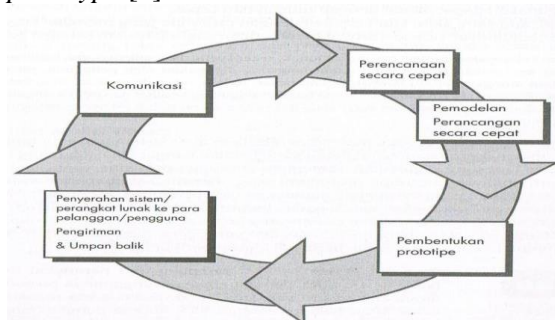 Komunikasi
Perencanaan
secara cepat
Pemodelan
Perancangan
secara cepat
Pembentukan
prototipe
Penyerahan sistem/
perangkat lunak ke para
pelanggan/pengguna
Pengiriman
& Umpan balik